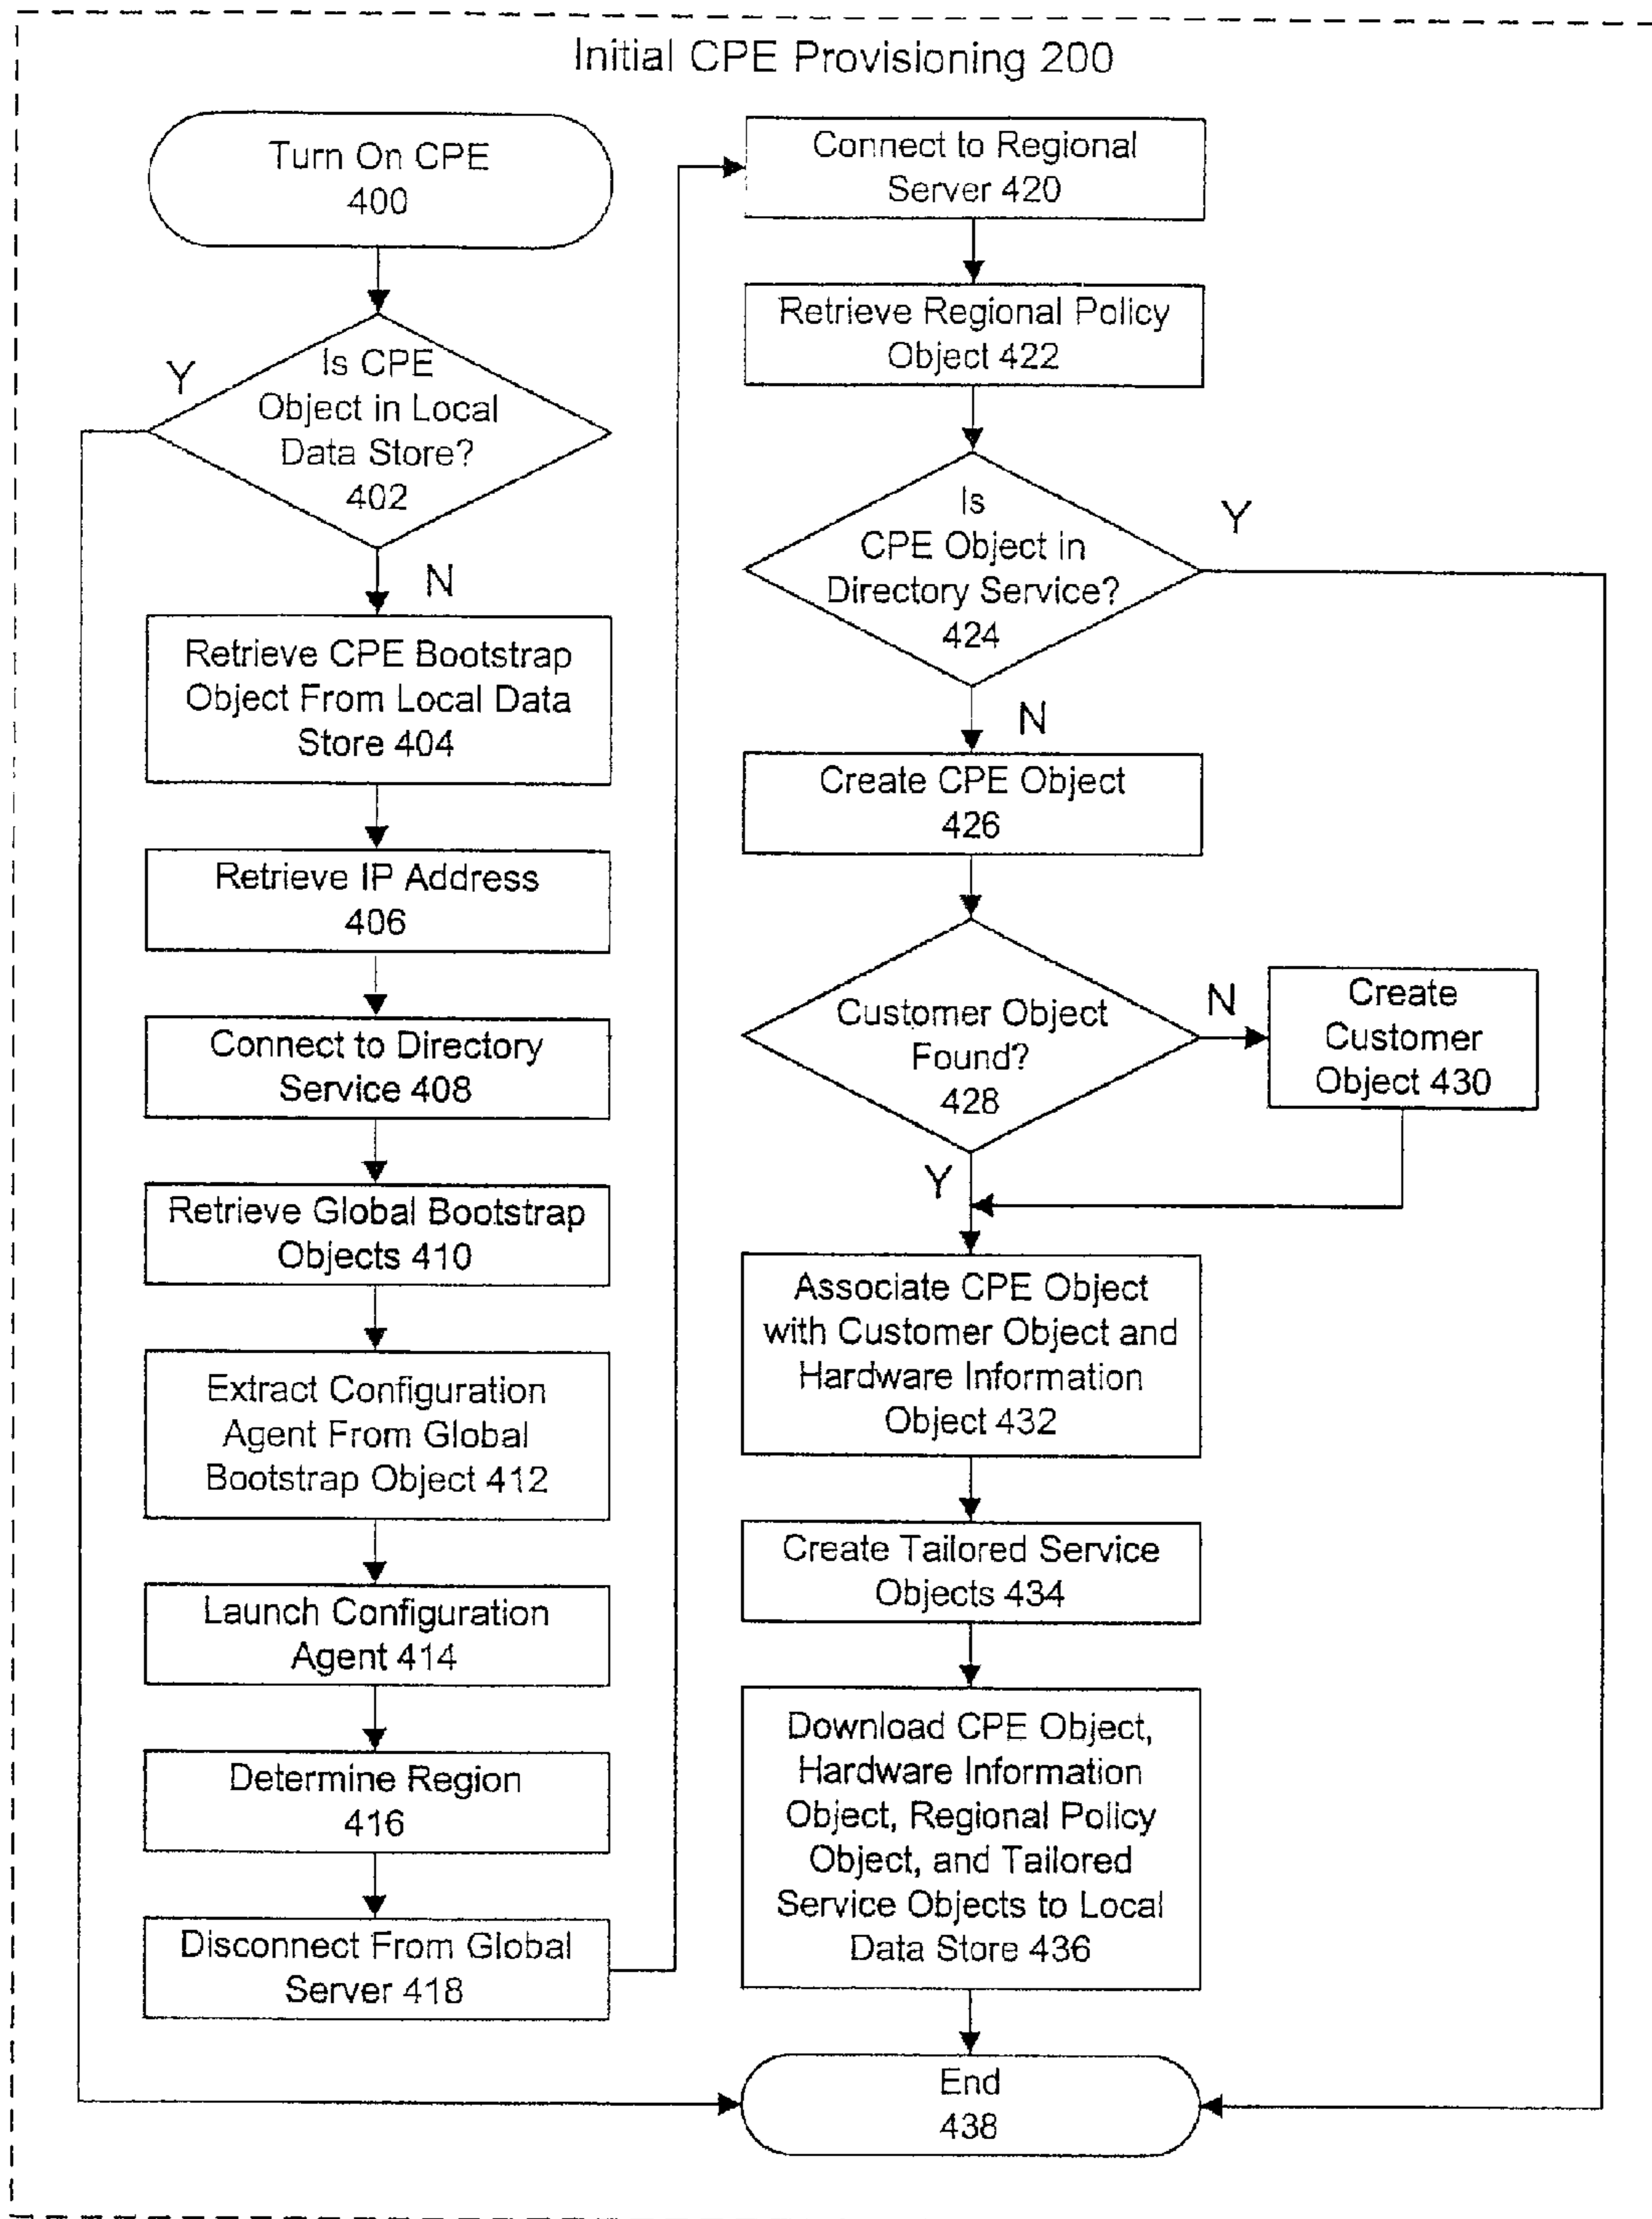 Initial CPE Provisioning 200
Turn On CPE
400
Y
Is CPE
Object in Local
Data Store?
402
N
Retrieve CPE Bootstrap
Object From Local Data
Store 404
Retrieve IP Address
406
Connect to Directory
Service 408
Retrieve Global Bootstrap
Objects 410
Extract Configuration
Agent From Global
Bootstrap Object 412
Launch Configuration
Agent 414
Determine Region
416
Disconnect From Global
Server 418
Connect to Regional
Server 420
Retrieve Regional Policy
Object 422
Is
CPE Object in
Directory Service?
424
Y
N
Create CPE Object
426
Customer Object
Found?
428
N
Create
Customer
Object 430
Y
Associate CPE Object
with Customer Object and
Hardware Information
Object 432
Create Tailored Service
Objects 434
Download CPE Object,
Hardware Information
Object, Regional Policy
Object, and Tailored
Service Objects to Local
Data Store 436
End
438